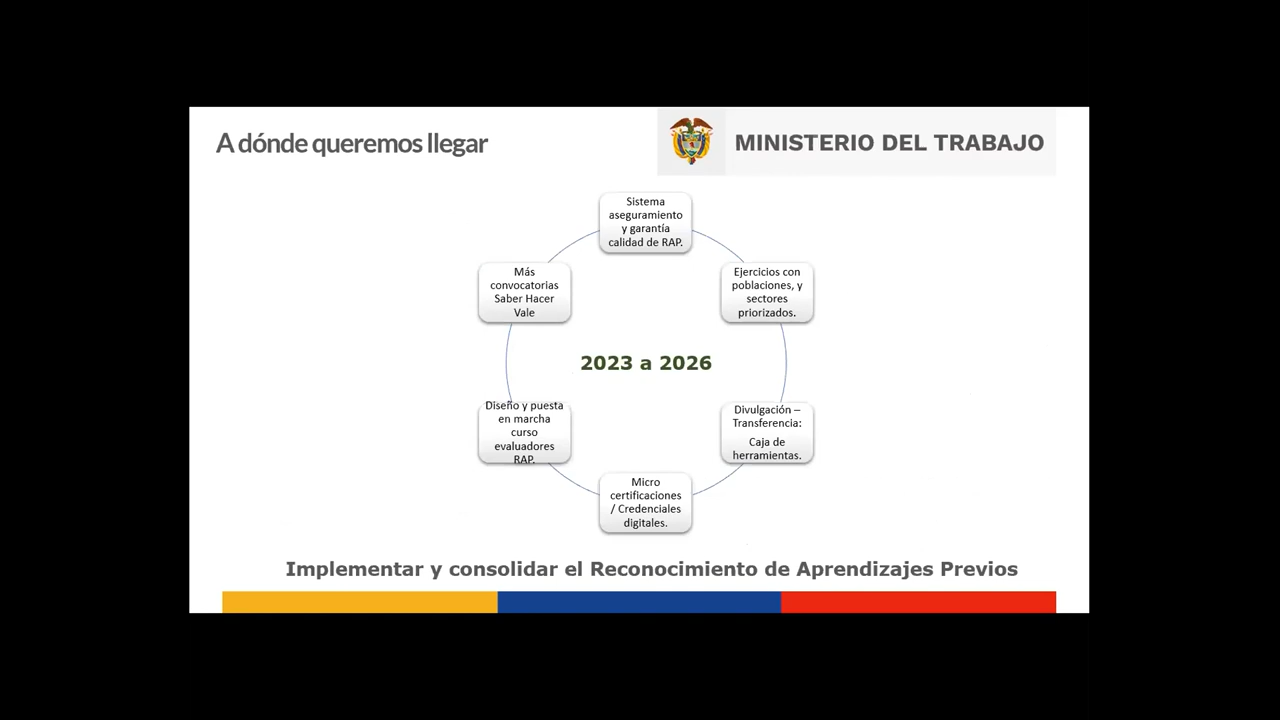 A dónde queremos llegar
MINISTERIO DEL TRABAJO
Sistema
aseguramiento
y garantía
calidad de RAP.
Ejercicios con
poblaciones, y
sectores
priorizados.
Divulgación –
Transferencia:
Caja de
herramientas.
Micro
certificaciones
/ Credenciales
digitales.
Diseño y puesta
en marcha
curso
evaluadores
RAP.
Más
convocatorias
Saber Hacer
Vale
2023 a 2026
Implementar y consolidar el Reconocimiento de Aprendizajes Previos